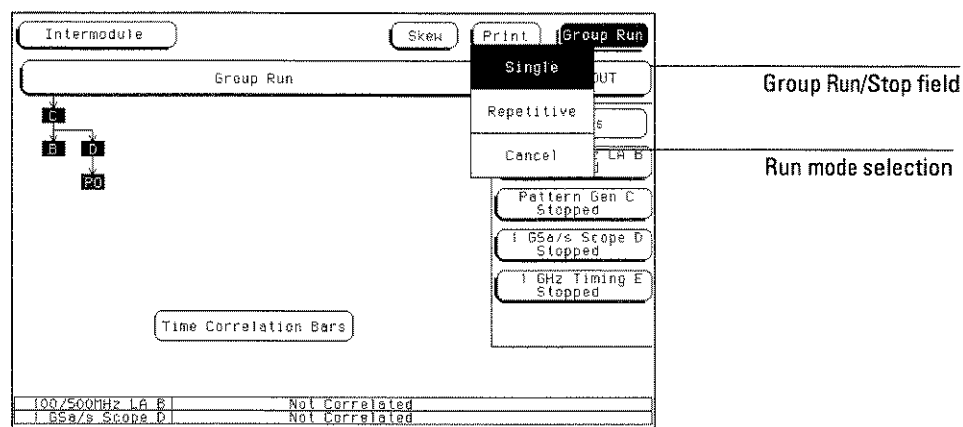 Intermodule
Skew
Print
Group Run
Group Run
OUT
Single
Repetitive
Cancel
C
B D
PO
s
z LA B
d
Pattern Gen C
Stopped
1 GSa/s Scope D
Stopped
1 GHz Timing E
Stopped
Time Correlation Bars
100/500MHz LA B Not Correlated
1 GSa/s Scope D Not Correlated
Group Run/Stop field
Run mode selection